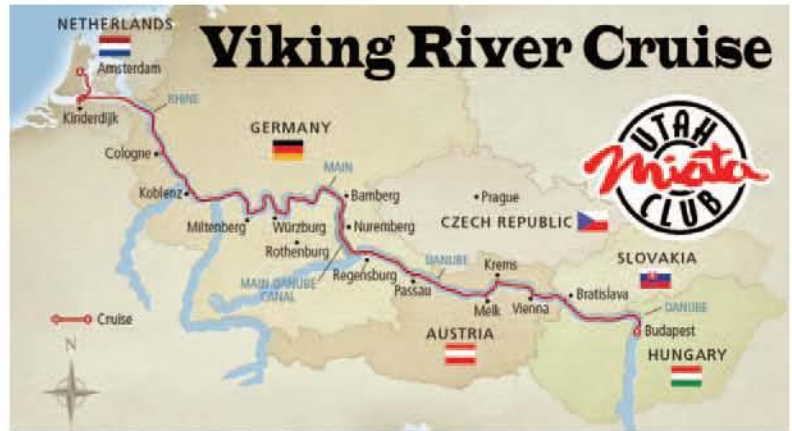 Viking River Cruise
NETHERLANDS
Amsterdam
Kinderdijk
RHINE
Cologne
GERMANY
Koblenz
MAIN
Bamberg
Miltenberg
Würzburg
Nuremberg
Rothenburg
Prague
CZECH REPUBLIC
UTAH
Miata
CLUB
MAIN-DANUBE
CANAL
Regensburg
DANUBE
Passau
Krems
Melk
Vienna
Bratislava
SLOVAKIA
DANUBE
Budapest
AUSTRIA
HUNGARY
Cruise
N